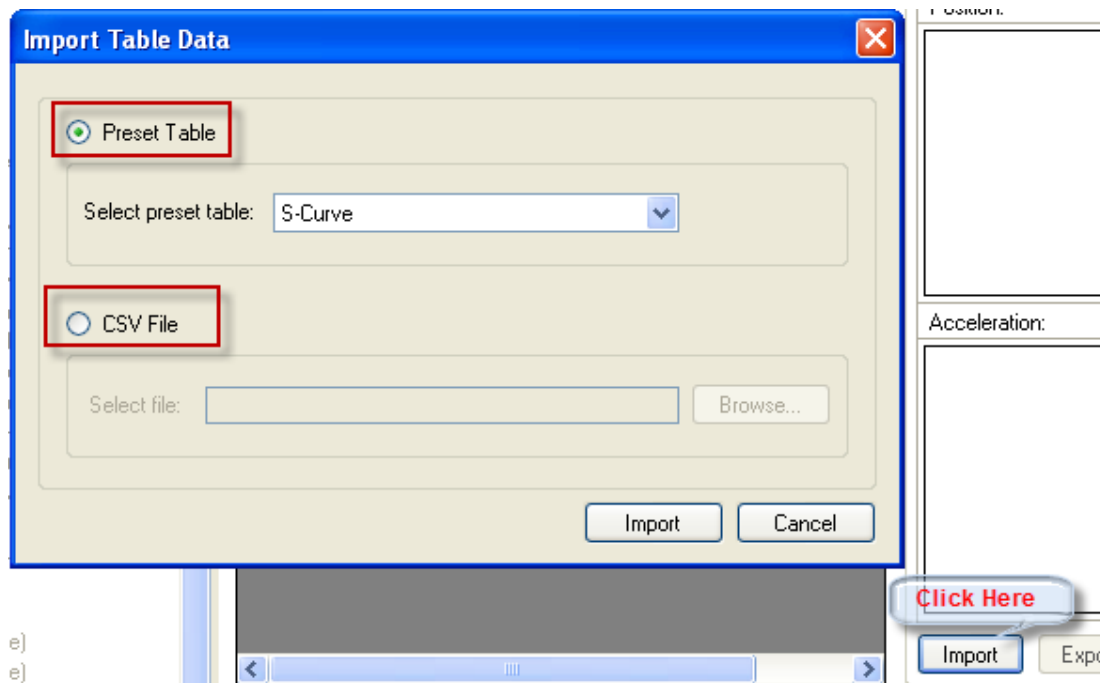 Import Table Data
Position:
Preset Table
Select preset table: S-Curve
CSV File
Acceleration:
Select file: Browse...
Import Cancel
Click Here
e)
Import
e)